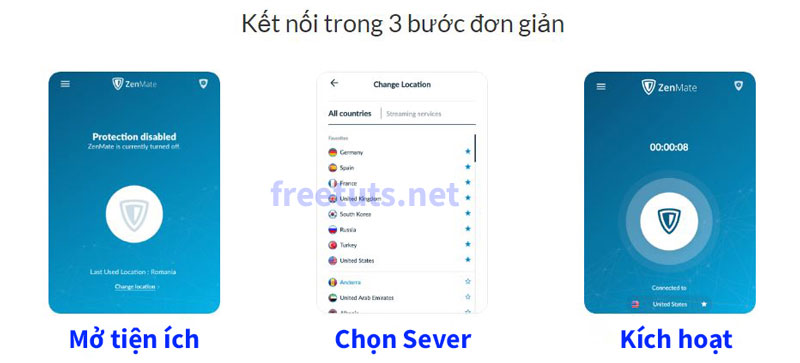 Kết nối trong 3 bước đơn giản
ZenMate
Protection disabled
ZenMate is currently turned off.
Last Used Location : Romania
Change location
Change Location
All countries
Streaming services
Favorites
Germany
Spain
France
United Kingdom
South Korea
Russia
Turkey
United States
Andorra
United Arab Emirates
Albania
ZenMate
00:00:08
Connected to
United States
freetuts.net
Mở tiện ích
Chọn Sever
Kích hoạt